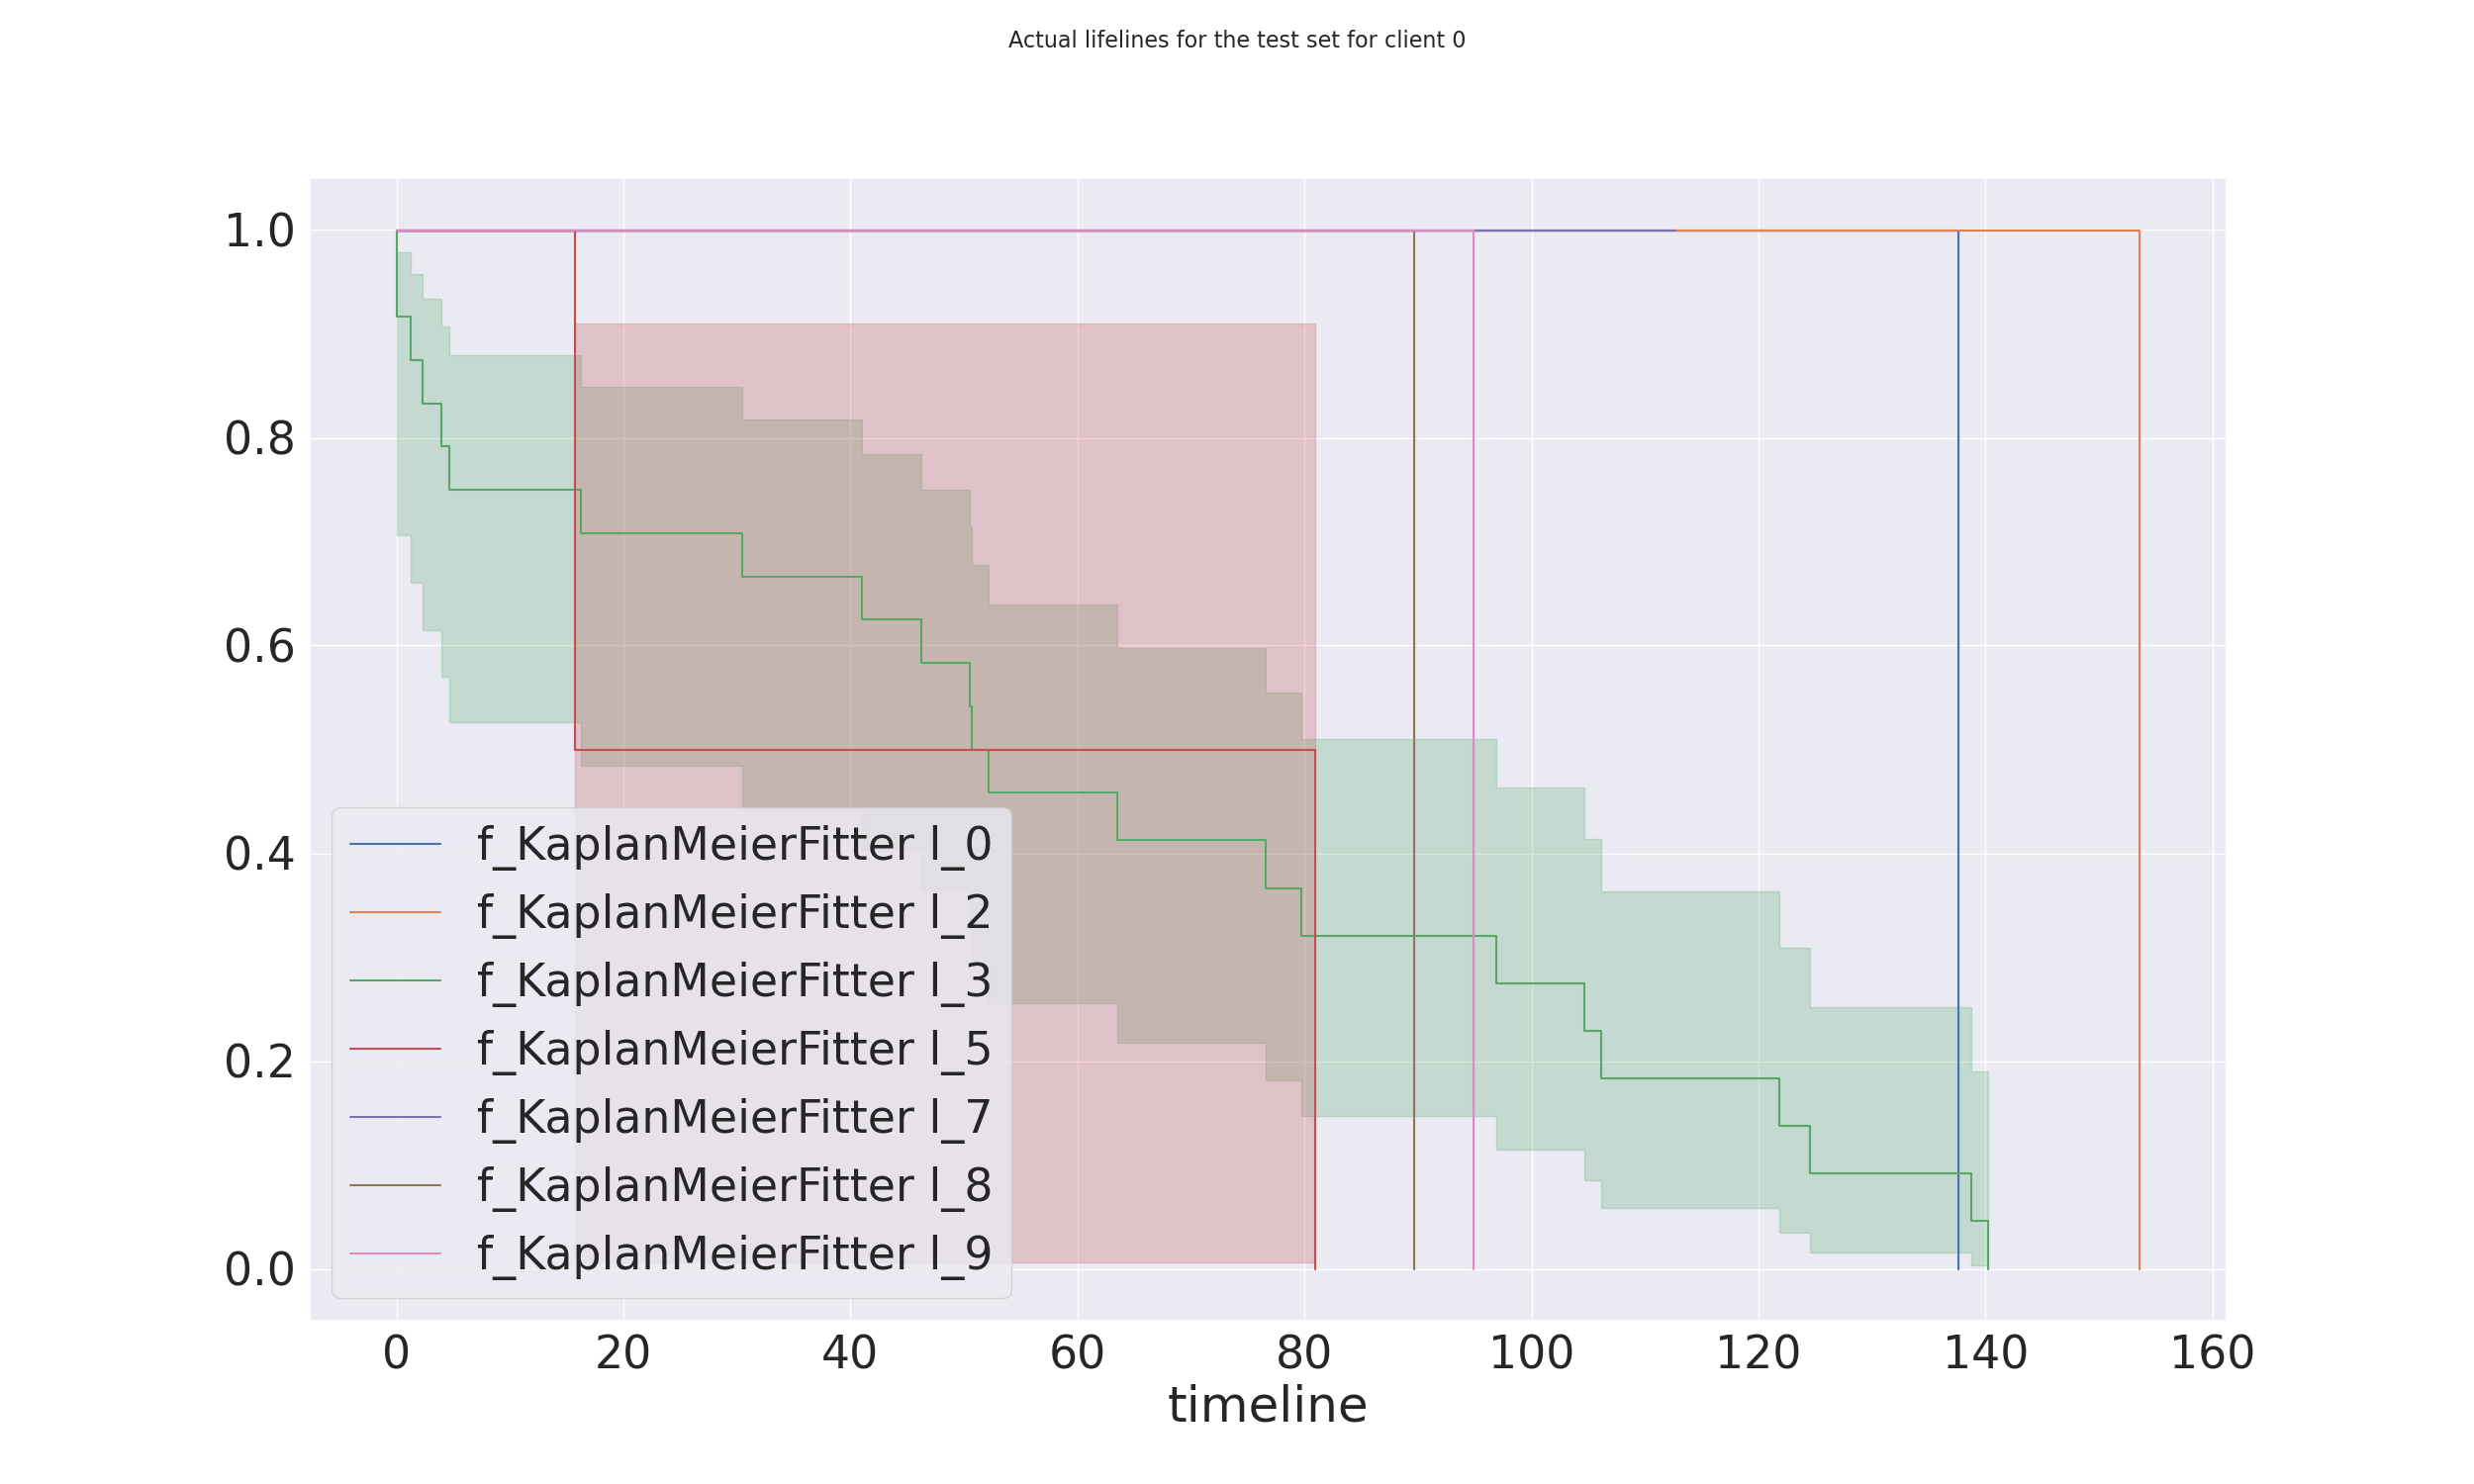 Actual lifelines for the test set for client 0
1.0
0.8
0.6
0.4
0.2
0.0
f_KaplanMeierFitter l_0
f_KaplanMeierFitter l_2
f_KaplanMeierFitter l_3
f_KaplanMeierFitter l_5
f_KaplanMeierFitter l_7
f_KaplanMeierFitter l_8
f_KaplanMeierFitter l_9
0 20 40 60 80 100 120 140 160
timeline